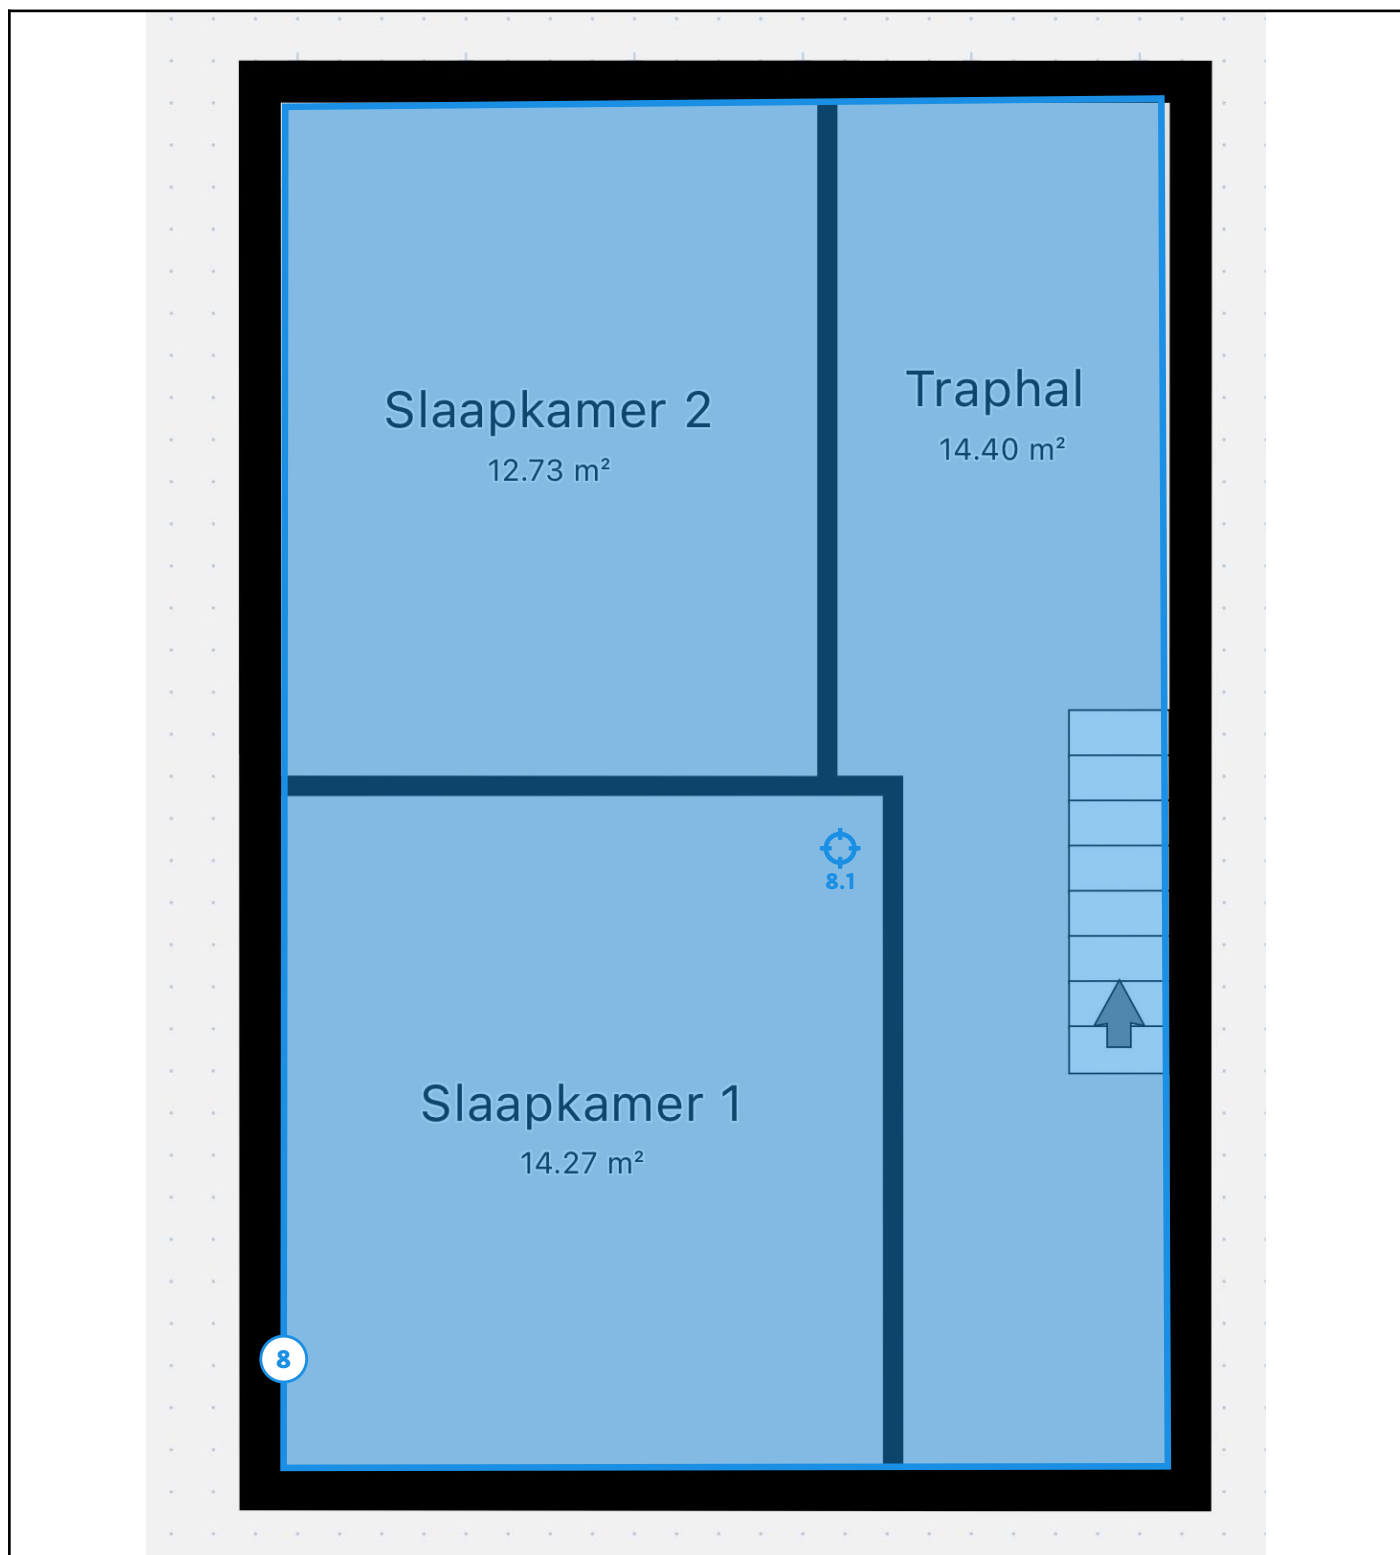 Slaapkamer 2
12.73 m²
Traphal
14.40 m²
8.1
Slaapkamer 1
14.27 m²
8